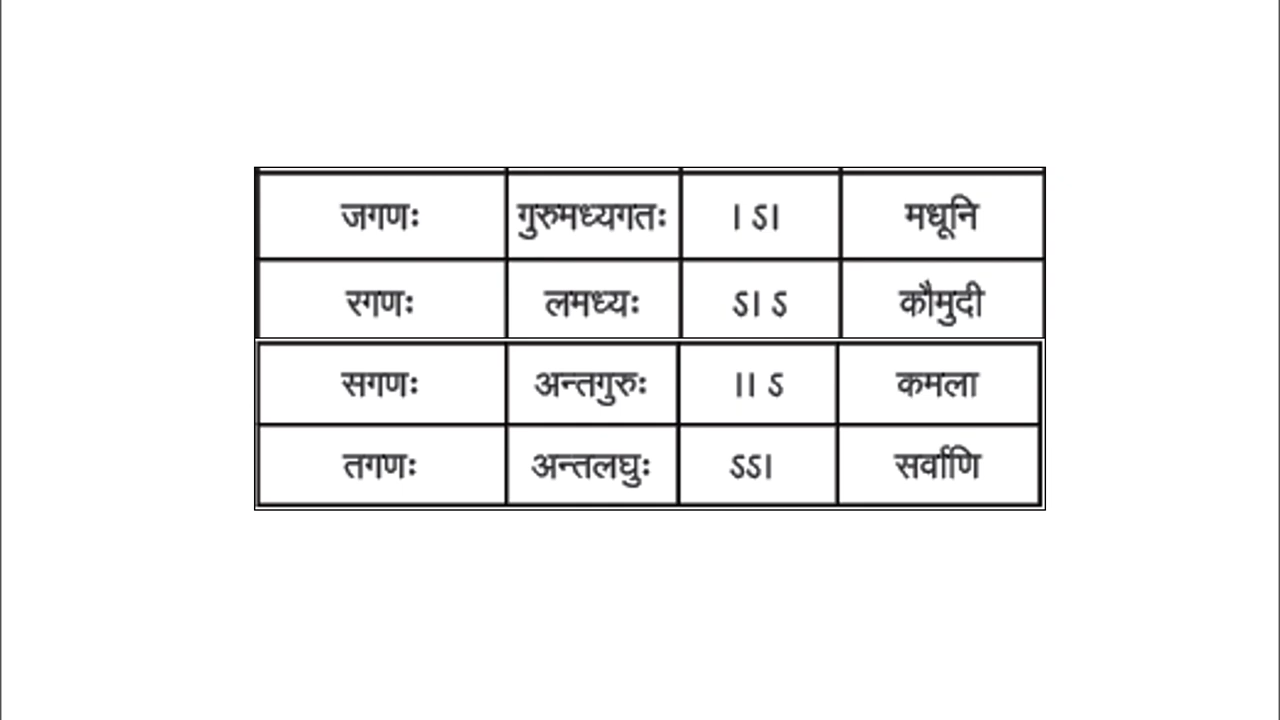 जगणः गुरुमध्यगतः । ऽ। मधूनि
रगणः लमध्यः ऽ। ऽ कौमुदी
सगणः अन्तगुरुः ।। ऽ कमला
तगणः अन्तलघुः ऽऽ। सर्वाणि